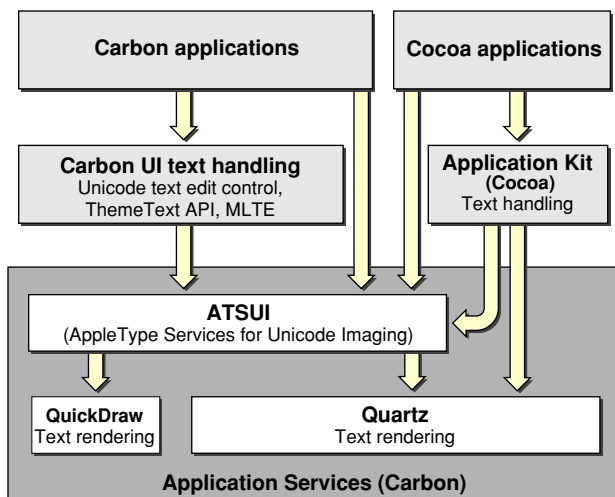 Carbon applications
Cocoa applications
Carbon UI text handling
Unicode text edit control,
ThemeText API, MLTE
Application Kit
(Cocoa)
Text handling
ATSUI
(AppleType Services for Unicode Imaging)
QuickDraw
Text rendering
Quartz
Text rendering
Application Services (Carbon)